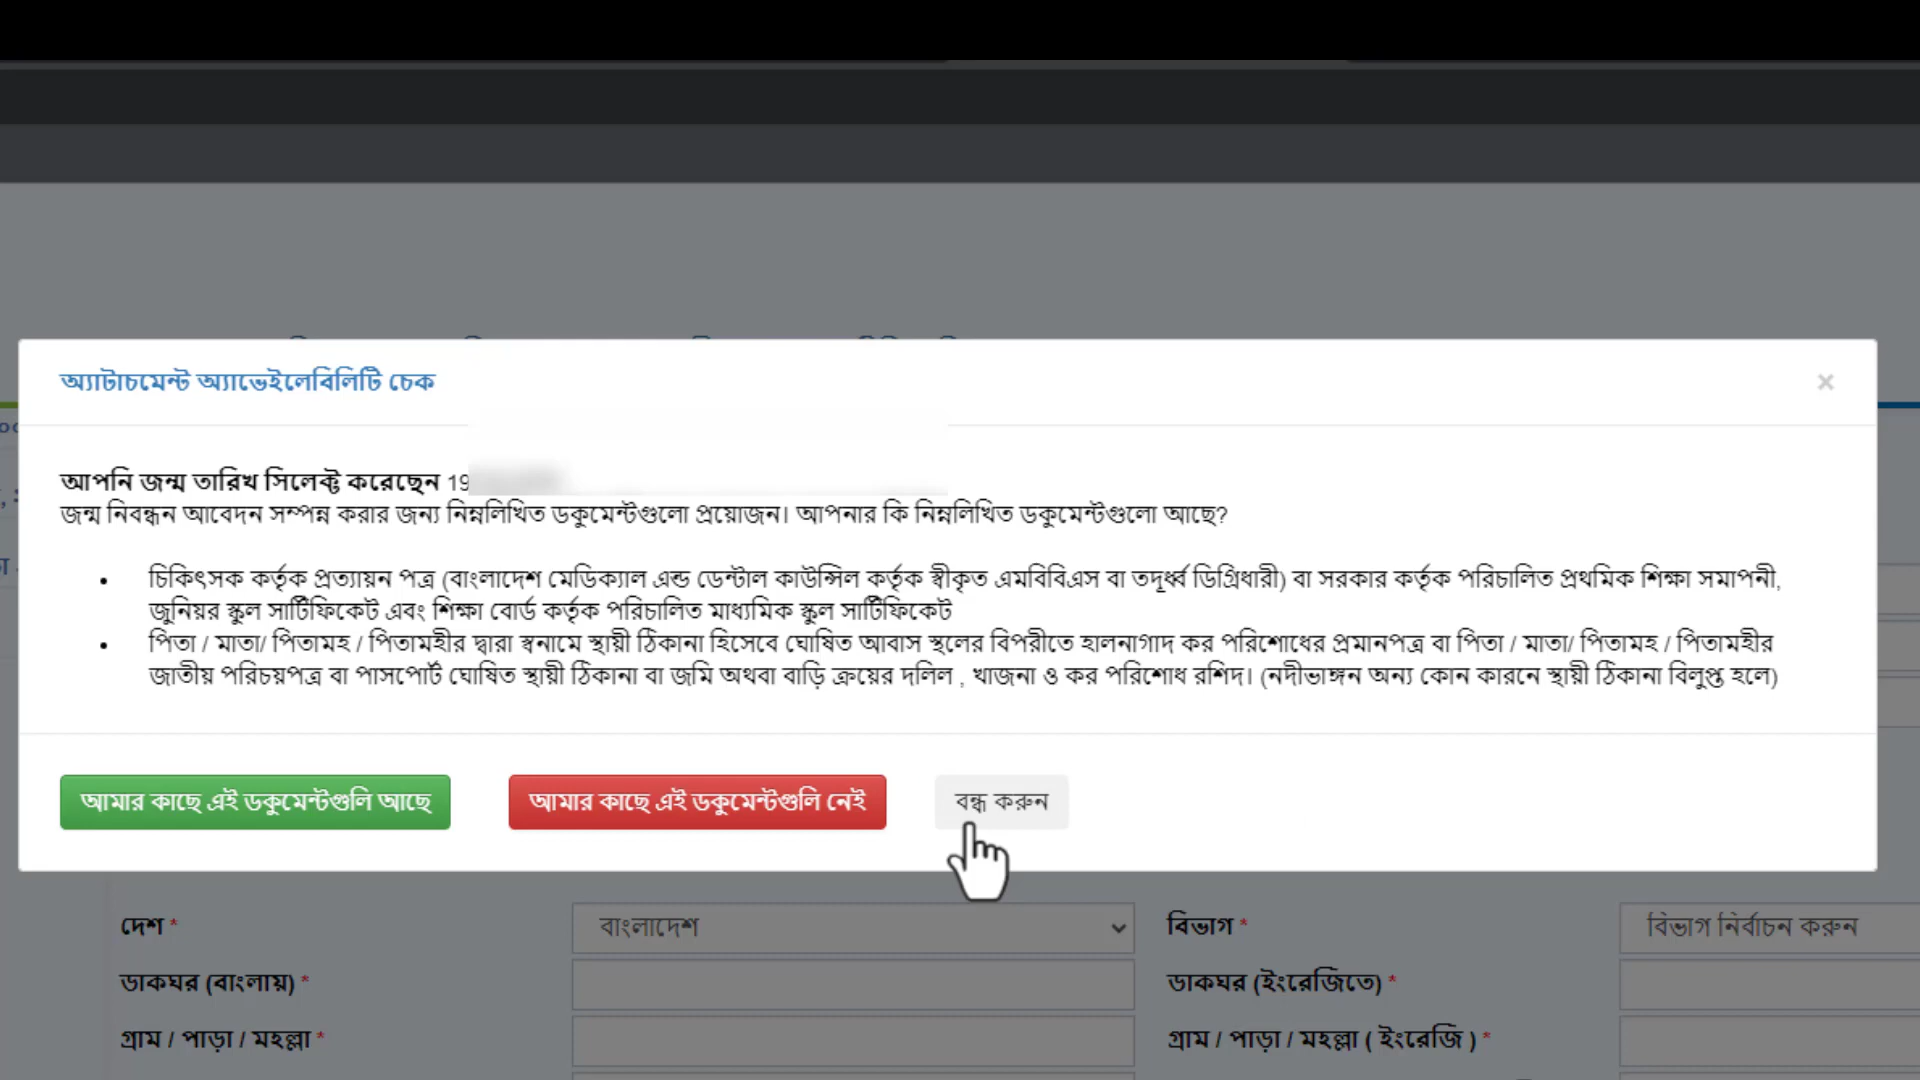 অ্যাটাচমেন্ট অ্যাভেইলেবিলিটি চেক
×
আপনি জন্ম তারিখ সিলেক্ট করেছেন 19
জন্ম নিবন্ধন আবেদন সম্পন্ন করার জন্য নিম্নলিখিত ডকুমেন্টগুলো প্রয়োজন। আপনার কি নিম্নলিখিত ডকুমেন্টগুলো আছে?
• চিকিৎসক কর্তৃক প্রত্যায়ন পত্র (বাংলাদেশ মেডিক্যাল এন্ড ডেন্টাল কাউন্সিল কর্তৃক স্বীকৃত এমবিবিএস বা তদূর্ধ্ব ডিগ্রিধারী) বা সরকার কর্তৃক পরিচালিত প্রথমিক শিক্ষা সমাপনী,
জুনিয়র স্কুল সার্টিফিকেট এবং শিক্ষা বোর্ড কর্তৃক পরিচালিত মাধ্যমিক স্কুল সার্টিফিকেট
• পিতা / মাতা/ পিতামহ / পিতামহীর দ্বারা স্বনামে স্থায়ী ঠিকানা হিসেবে ঘোষিত আবাস স্থলের বিপরীতে হালনাগাদ কর পরিশোধের প্রমানপত্র বা পিতা / মাতা/ পিতামহ / পিতামহীর
জাতীয় পরিচয়পত্র বা পাসপোর্ট ঘোষিত স্থায়ী ঠিকানা বা জমি অথবা বাড়ি ক্রয়ের দলিল , খাজনা ও কর পরিশোধ রশিদ। (নদীভাঙ্গন অন্য কোন কারনে স্থায়ী ঠিকানা বিলুপ্ত হলে)
আমার কাছে এই ডকুমেন্টগুলি আছে
আমার কাছে এই ডকুমেন্টগুলি নেই
বন্ধ করুন
দেশ * বাংলাদেশ বিভাগ * বিভাগ নির্বাচন করুন
ডাকঘর (বাংলায়) * ডাকঘর (ইংরেজিতে) *
গ্রাম / পাড়া / মহল্লা * গ্রাম / পাড়া / মহল্লা ( ইংরেজি ) *